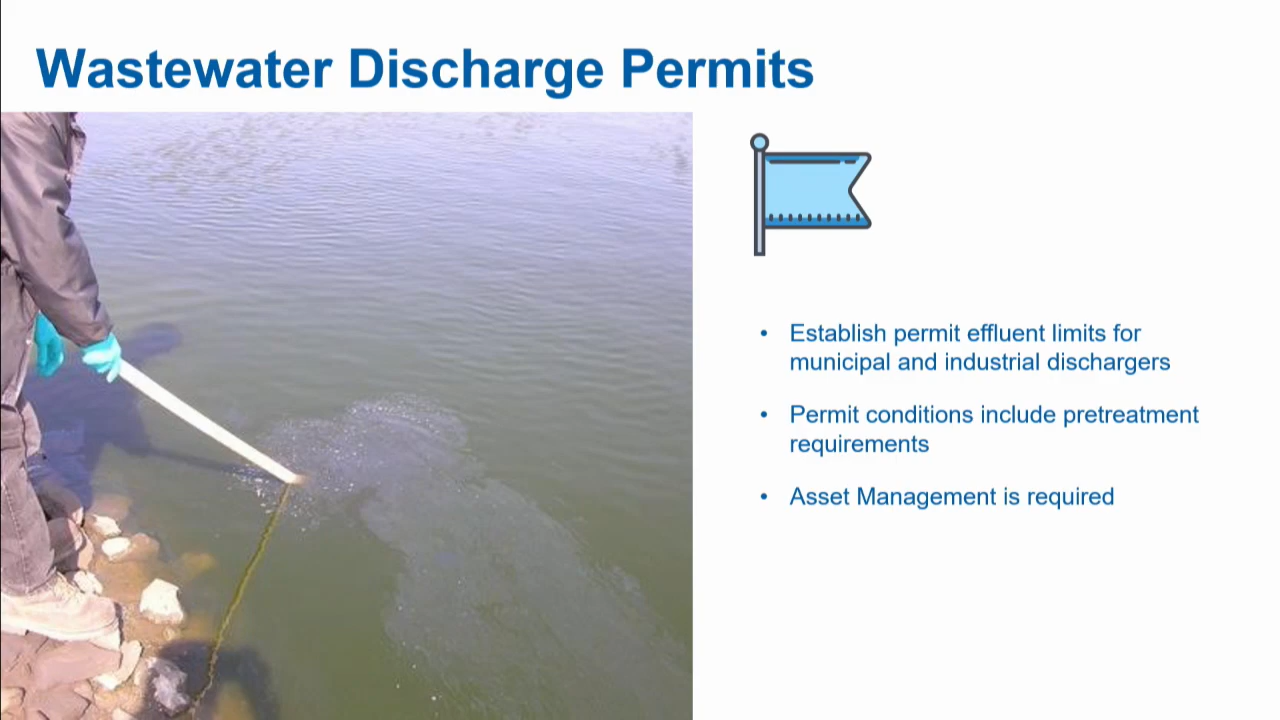 Wastewater Discharge Permits
• Establish permit effluent limits for
municipal and industrial dischargers
• Permit conditions include pretreatment
requirements
• Asset Management is required